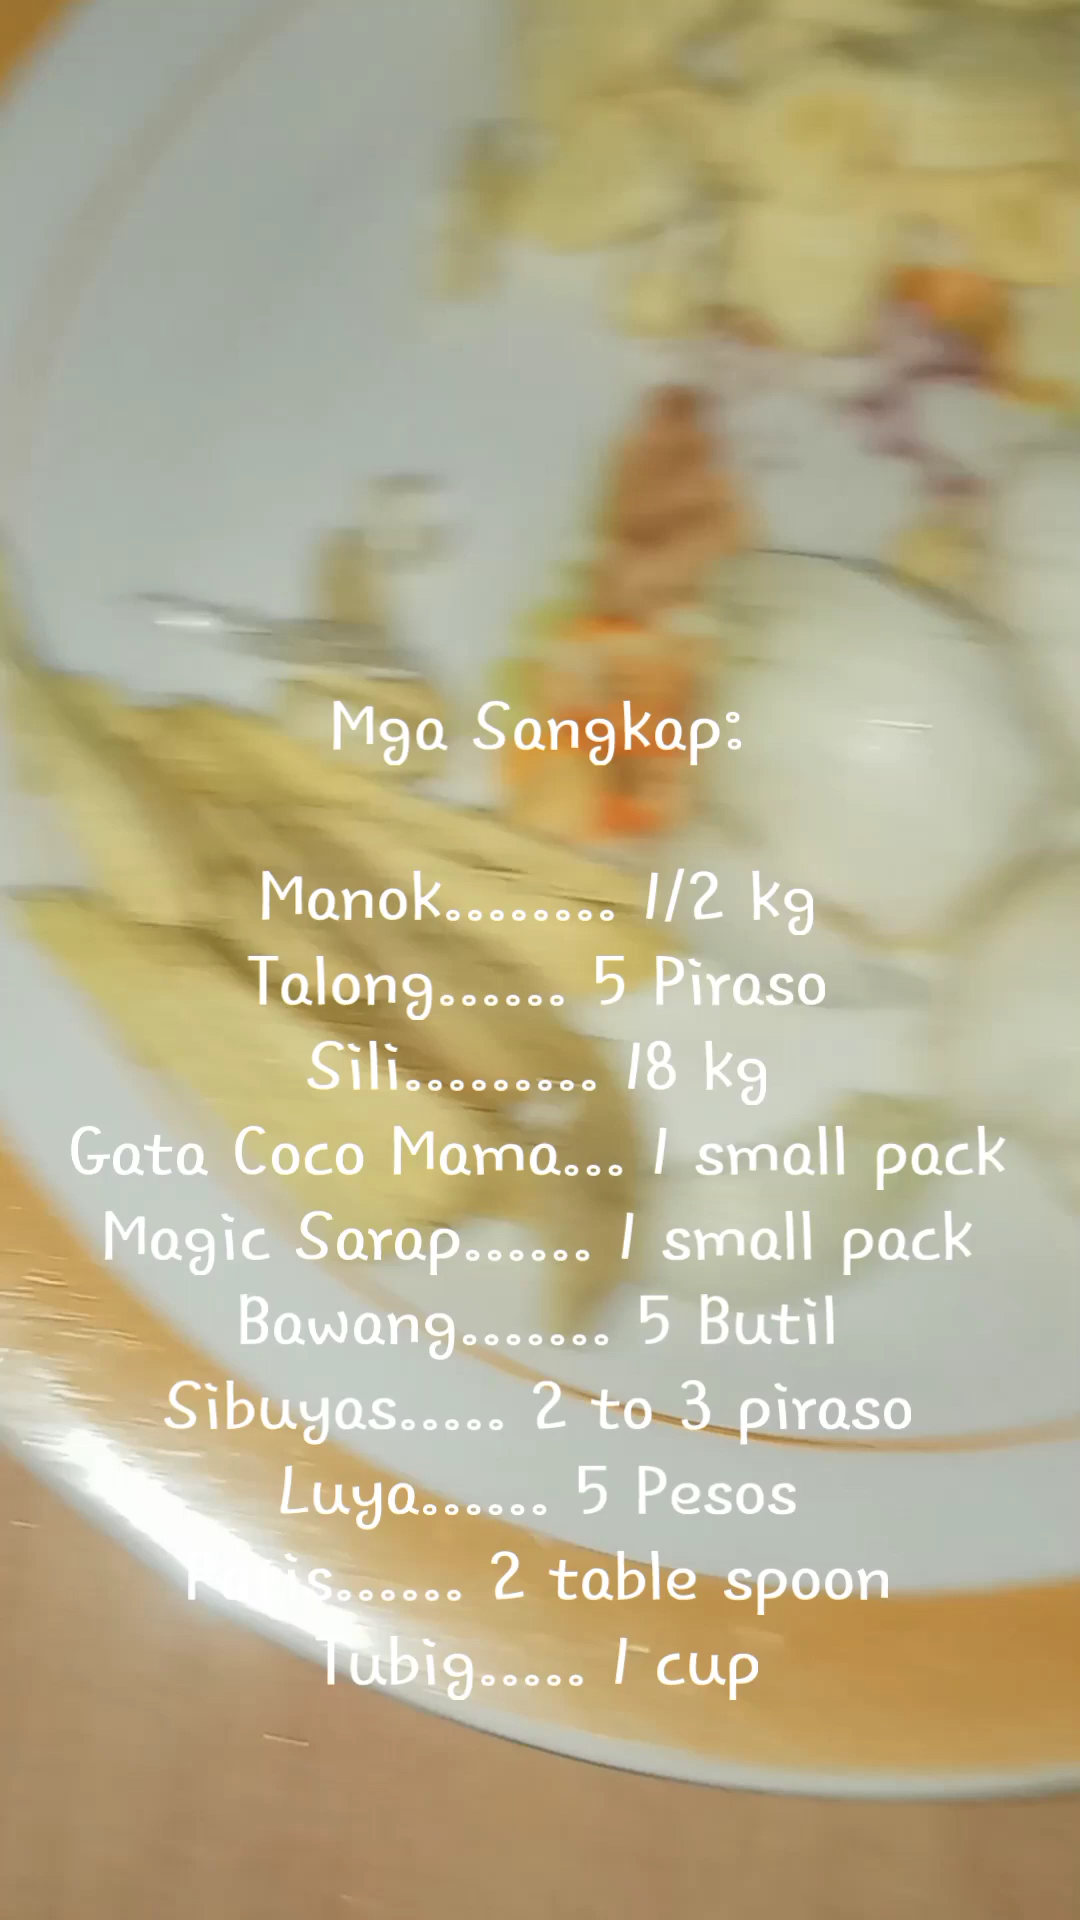 Mga Sangkap:
Manok........ 1/2 kg
Talong...... 5 Piraso
Sili......... 18 kg
Gata Coco Mama... 1 small pack
Magic Sarap...... 1 small pack
Bawang....... 5 Butil
Sibuyas..... 2 to 3 piraso
Luya...... 5 Pesos
Patis...... 2 table spoon
Tubig..... 1 cup